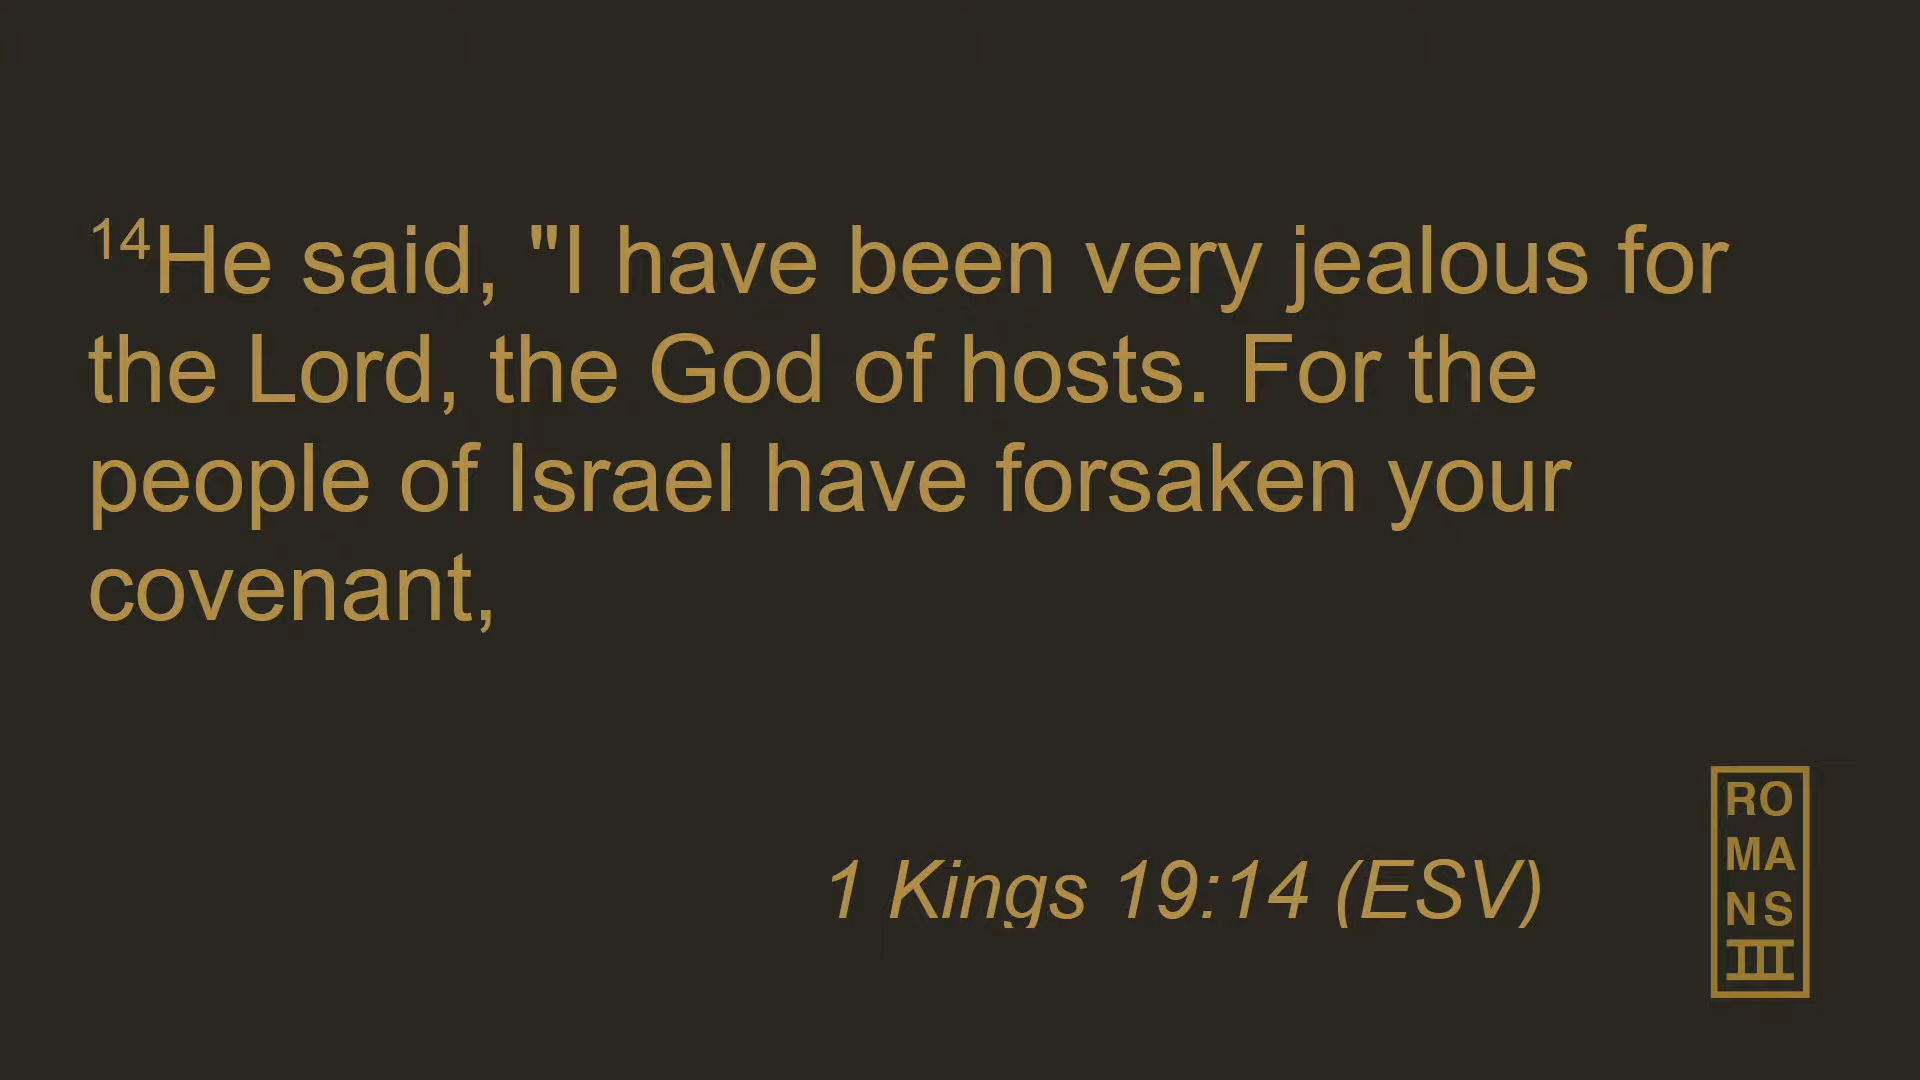 14He said, "I have been very jealous for
the Lord, the God of hosts. For the
people of Israel have forsaken your
covenant,
1 Kings 19:14 (ESV)
RO
MA
NS
III